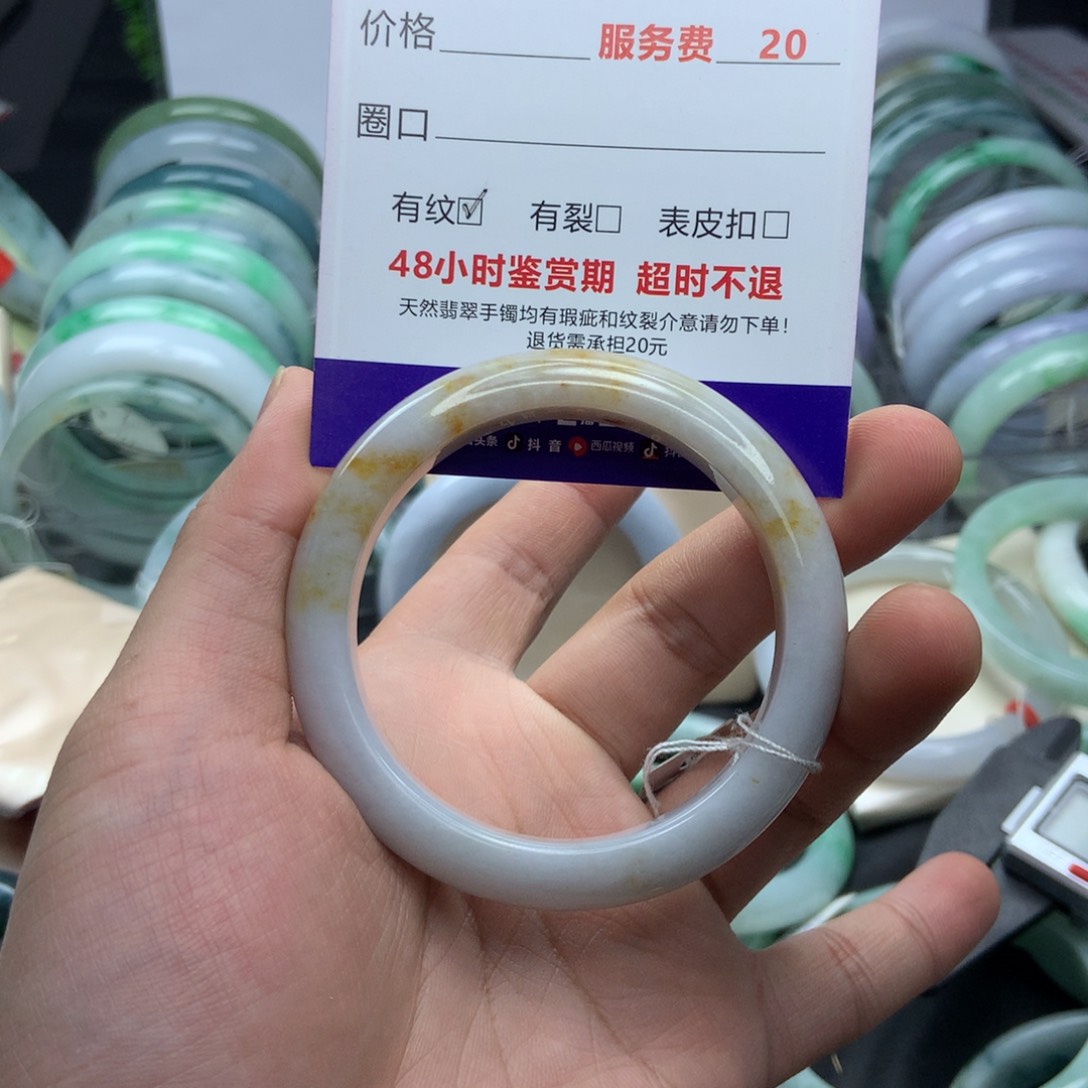 价格 服务费 20
圈口
有纹☑ 有裂□ 表皮扣□
48小时鉴赏期 超时不退
天然翡翠手镯均有瑕疵和纹裂介意请勿下单!
退货需承担20元
头条 抖音 西瓜视频